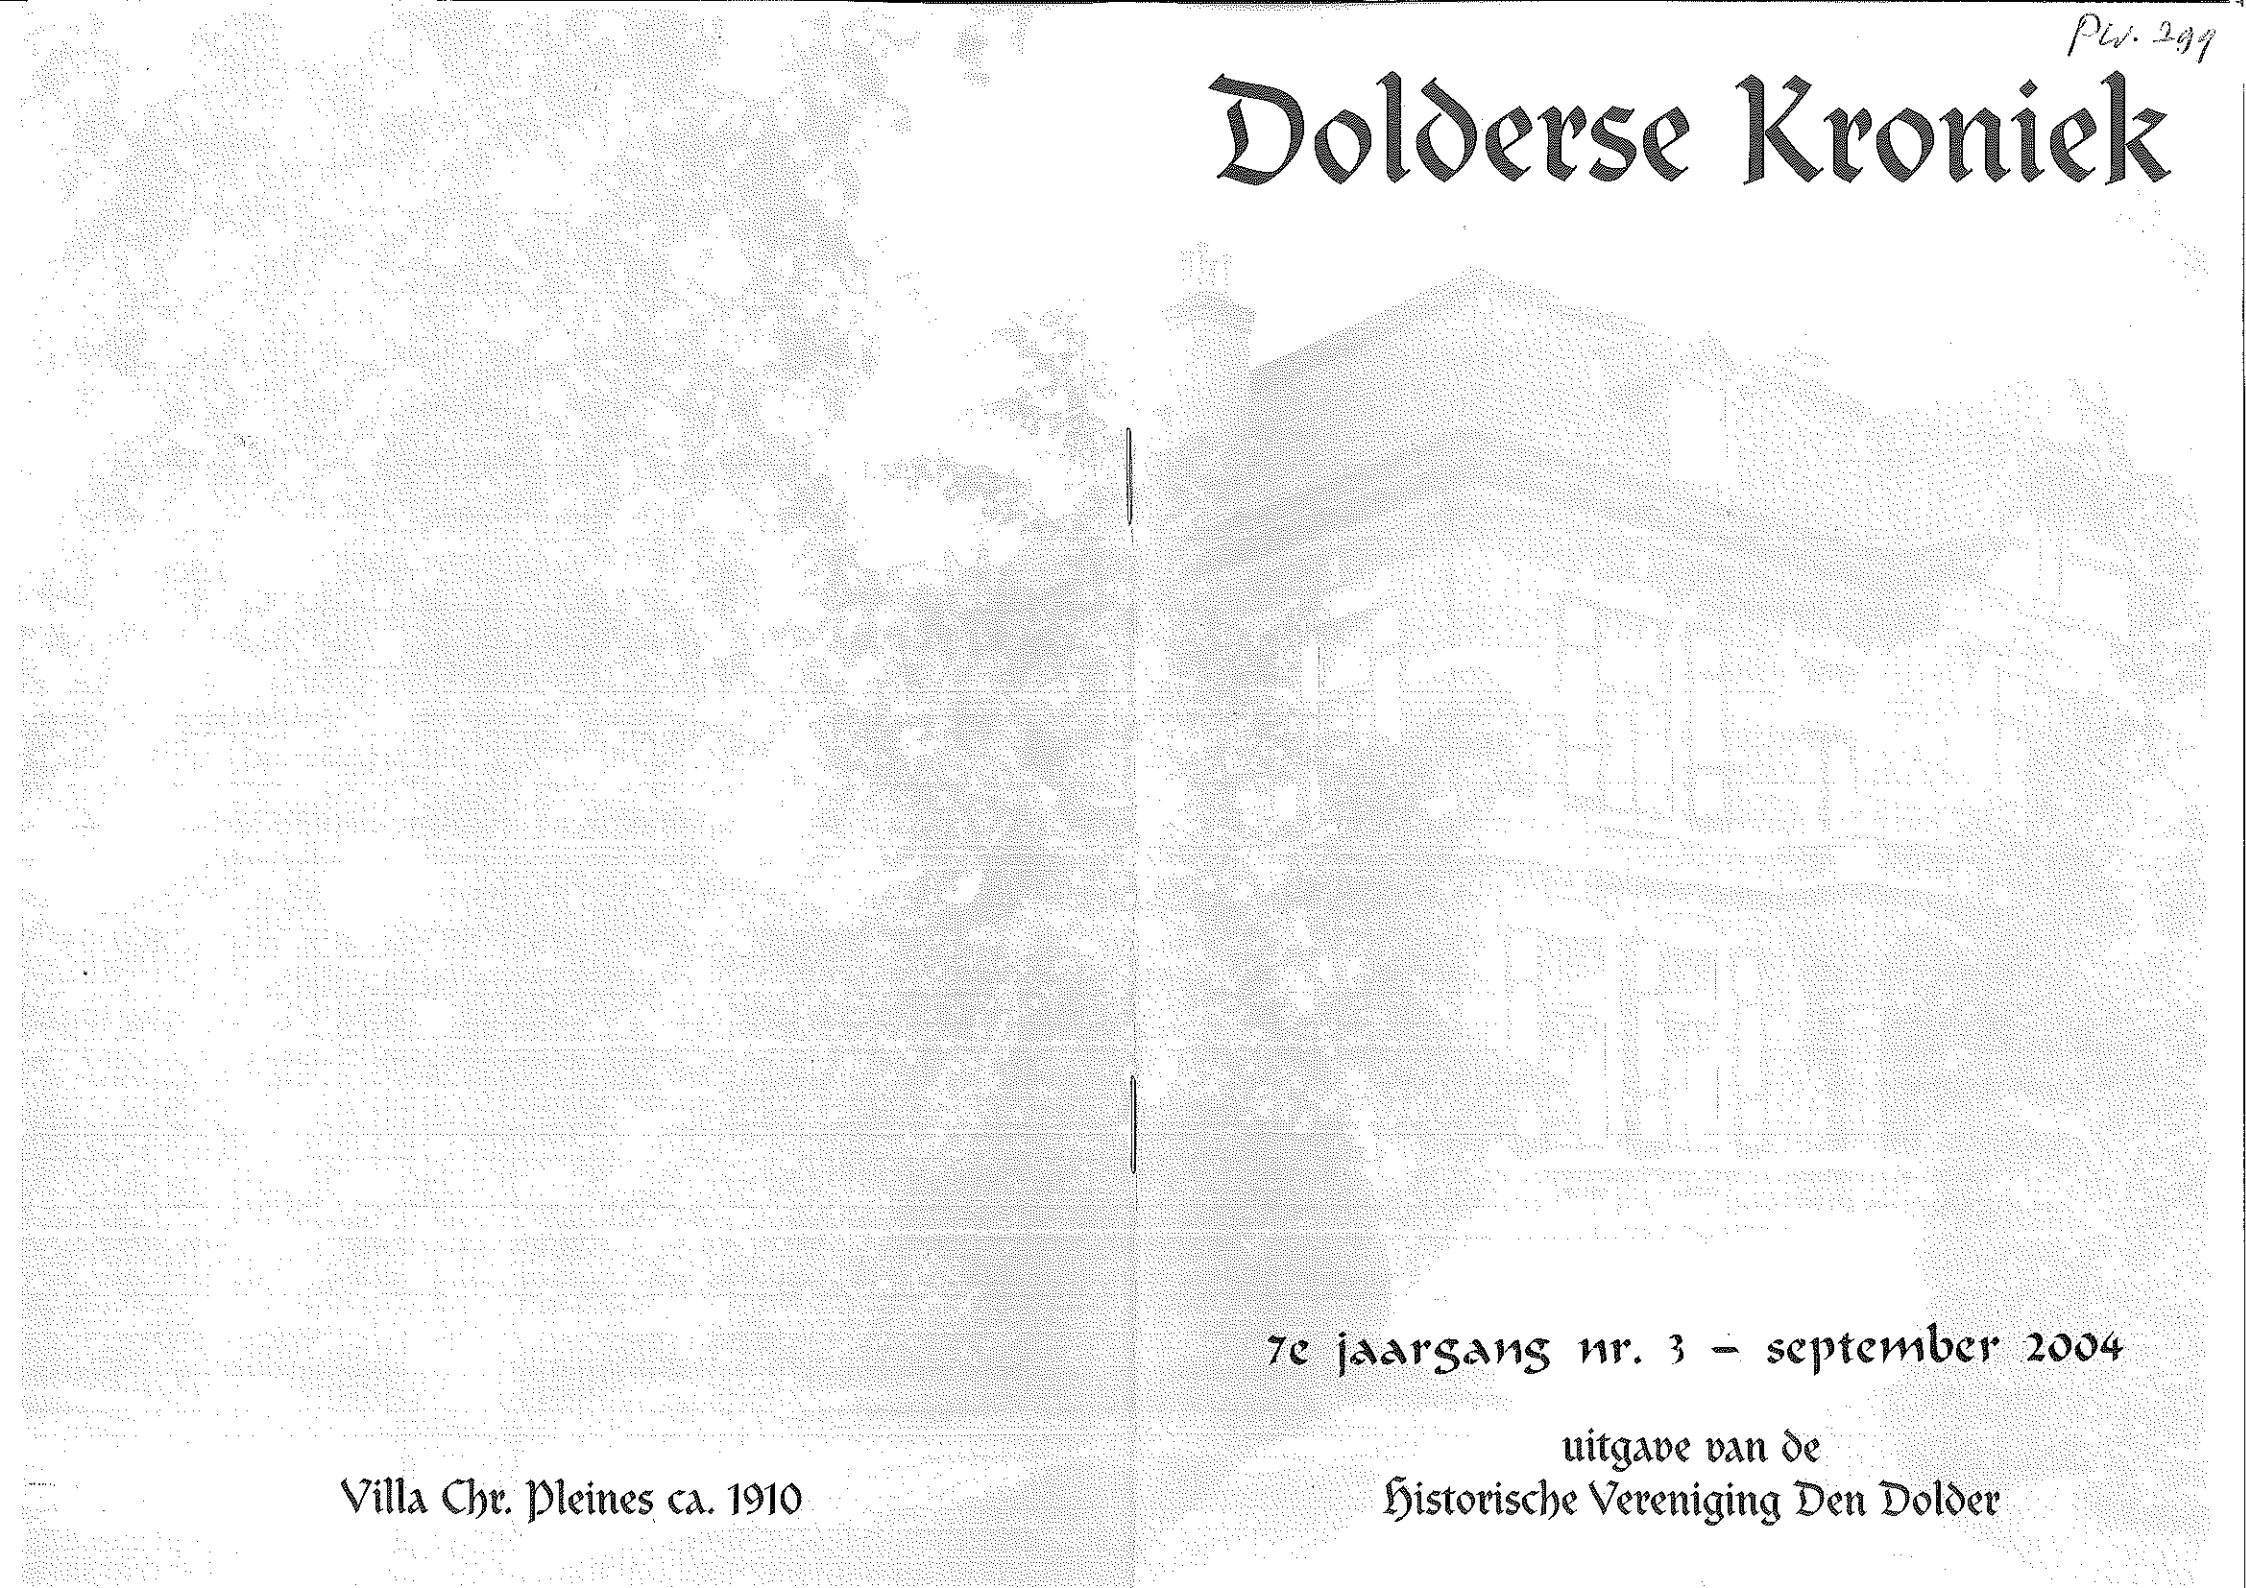 Piv. 299
Dolderse Kroniek
7e jaargang nr. 3 – september 2004
uitgave van de
Historische Vereniging Den Dolder
Villa Chr. Pleines ca. 1910